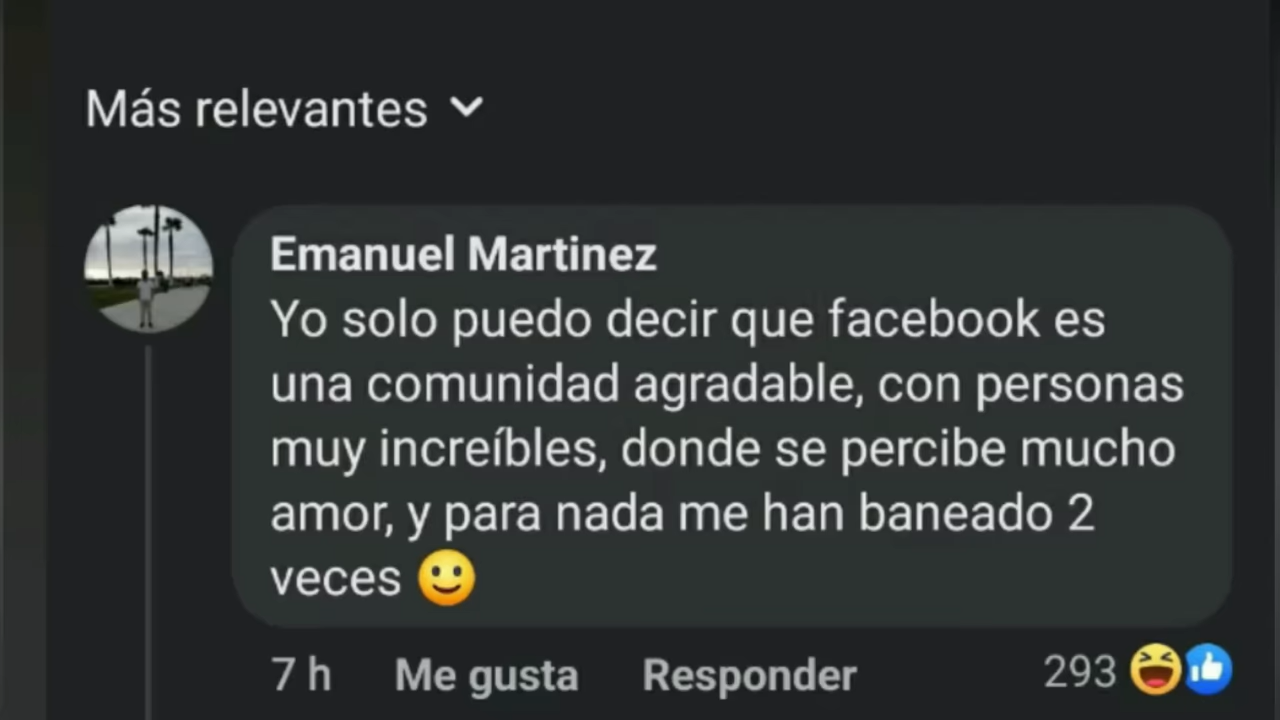 Más relevantes
Emanuel Martinez
Yo solo puedo decir que facebook es
una comunidad agradable, con personas
muy increíbles, donde se percibe mucho
amor, y para nada me han baneado 2
veces 🙂
7 h Me gusta Responder 293